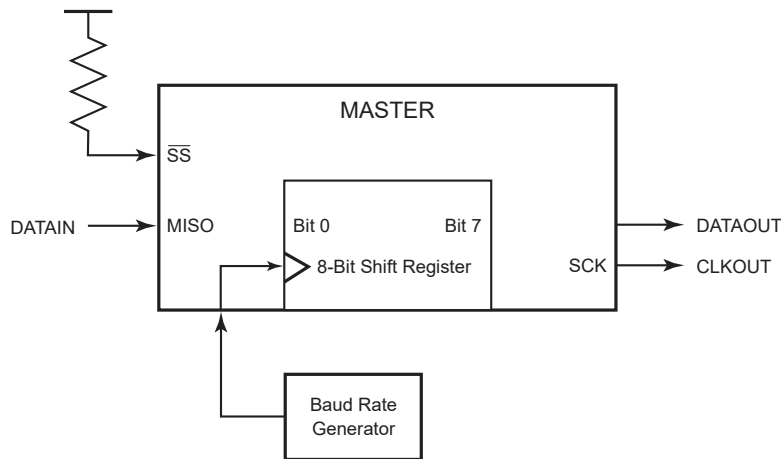 MASTER
SS
DATAIN
MISO
Bit 0
Bit 7
8-Bit Shift Register
SCK
DATAOUT
CLKOUT
Baud Rate
Generator